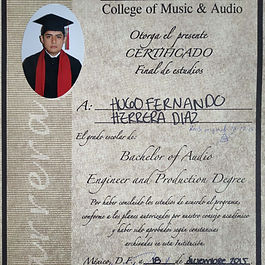 College of Music & Audio
Otorga el presente
CERTIFICADO
Final de estudios
A: HUGO FERNANDO
HERRERA DIAZ
El grado escolar de:
Bachelor of Audio
Engineer and Production Degree
Por haber concluido los estudios de acuerdo al programa,
conforme a los planes autorizados por nuestro consejo académico
y haber sido aprobados según constancias
archivadas en esta Institución.
México, D.F., a 18 / de diciembre 2015